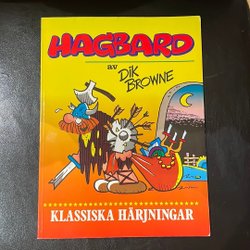 HAGBARD
av DIK
BROWNE
KLASSISKA HÄRJNINGAR